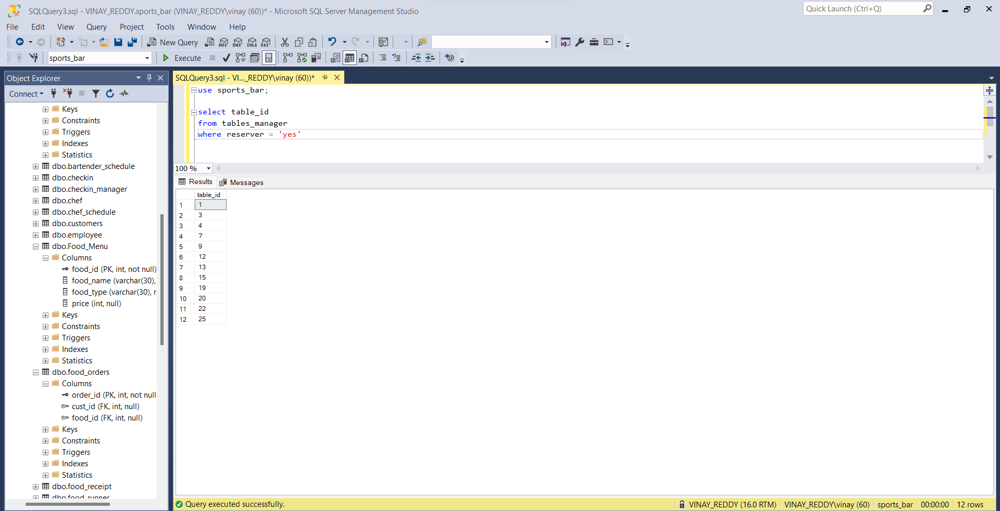 SQLQuery3.sql - VINAY_REDDY.sports_bar (VINAY_REDDY\vinay (60))* - Microsoft SQL Server Management Studio
Quick Launch (Ctrl+Q)
File Edit View Query Project Tools Window Help
New Query MDX DMX XMLA DAX
sports_bar Execute
Object Explorer
Connect
Keys
Constraints
Triggers
Indexes
Statistics
dbo.bartender_schedule
dbo.checkin
dbo.checkin_manager
dbo.chef
dbo.chef_schedule
dbo.customers
dbo.employee
dbo.Food_Menu
Columns
food_id (PK, int, not null)
food_name (varchar(30),
food_type (varchar(30), r
price (int, null)
Keys
Constraints
Triggers
Indexes
Statistics
dbo.food_orders
Columns
order_id (PK, int, not null
cust_id (FK, int, null)
food_id (FK, int, null)
Keys
Constraints
Triggers
Indexes
Statistics
dbo.food_receipt
dbo.food_runner
SQLQuery3.sql - VI..._REDDY\vinay (60))*
use sports_bar;
select table_id
from tables_manager
where reserver = 'yes'
100 %
Results Messages
table_id
1 1
2 3
3 4
4 7
5 9
6 12
7 13
8 15
9 19
10 20
11 22
12 25
Query executed successfully. VINAY_REDDY (16.0 RTM) VINAY_REDDY\vinay (60) sports_bar 00:00:00 12 rows